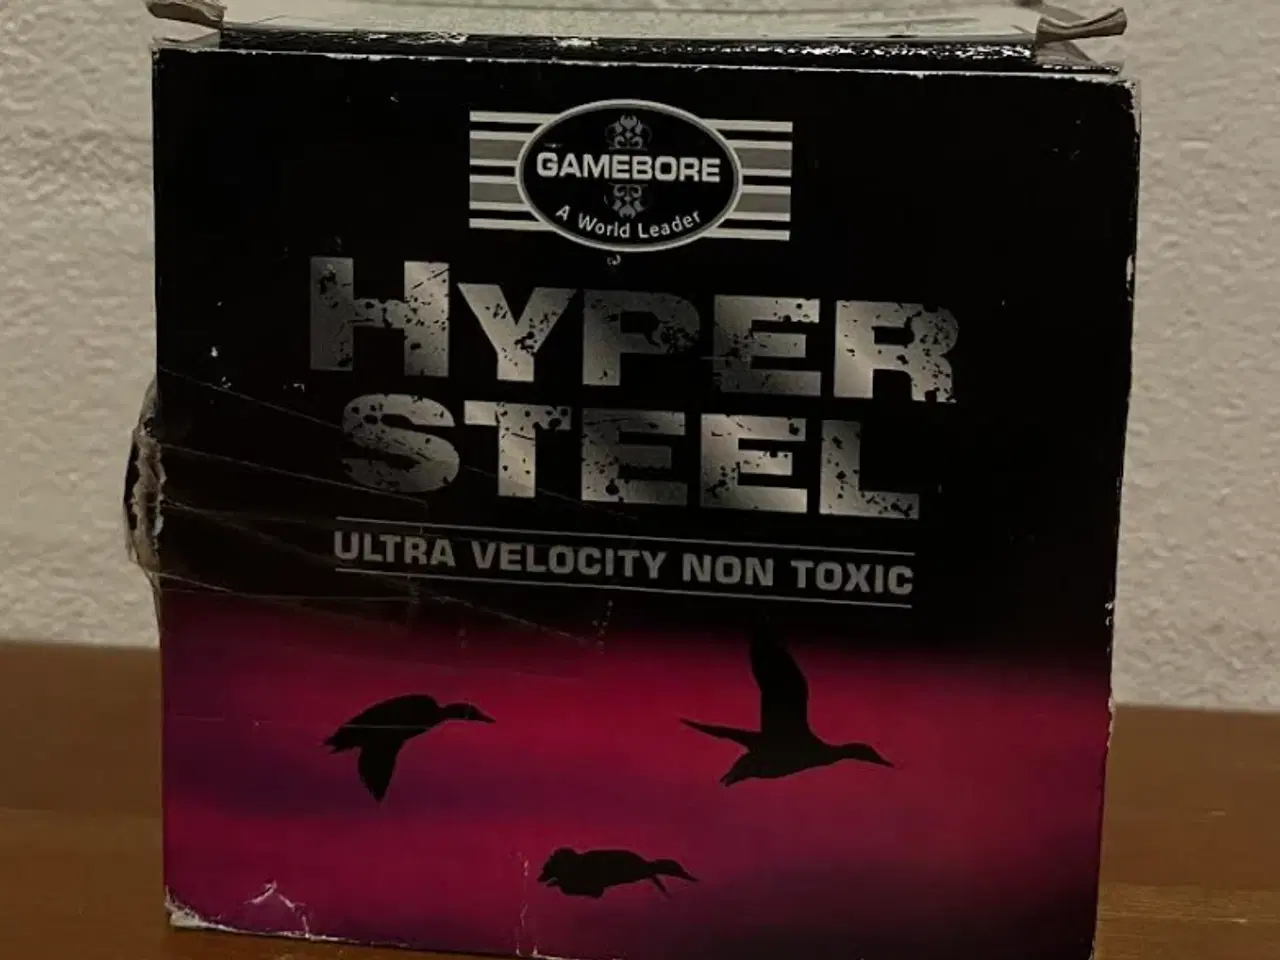 GAMEBORE
A World Leader
HYPER
STEEL
ULTRA VELOCITY NON TOXIC